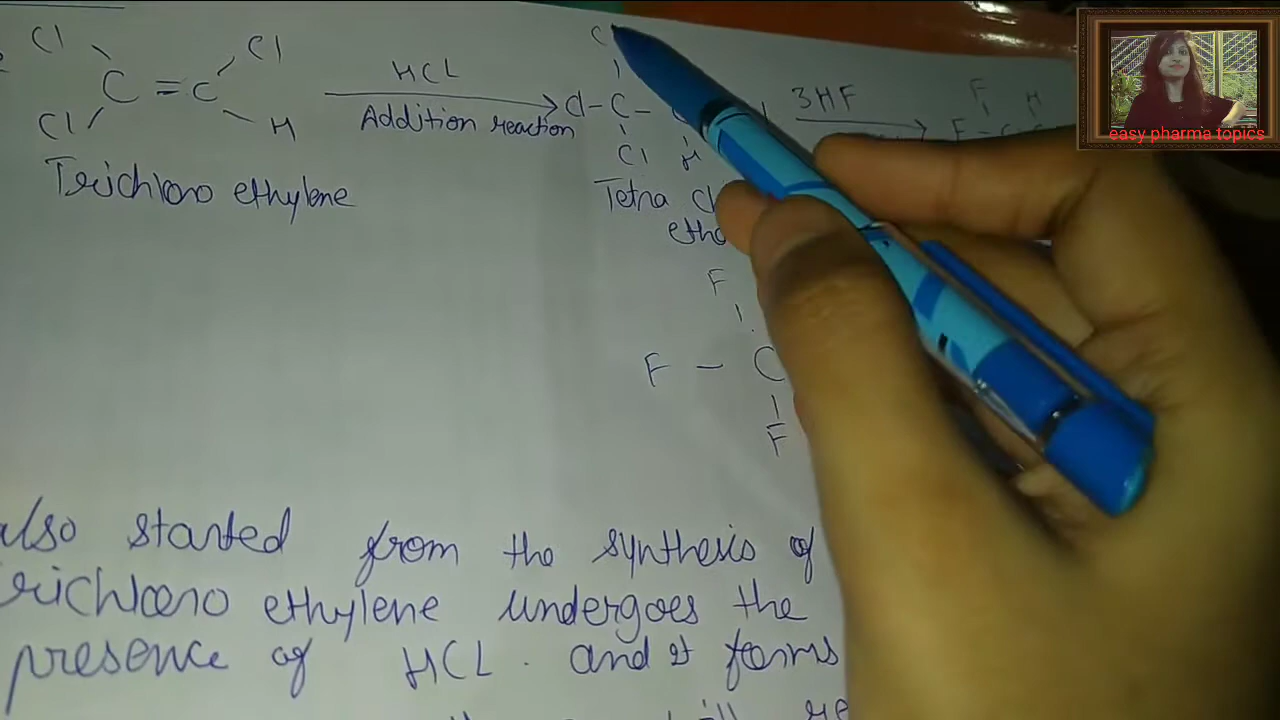 Cl Cl C HCL F H
C = C Cl-C- 3HF F-C-C
Cl H Addition reaction Cl H
easy pharma topics
Trichloro ethylene Tetra
F
F - C
F
also started from the synthesis of
ethylene undergoes the
presence of HCL. and it forms